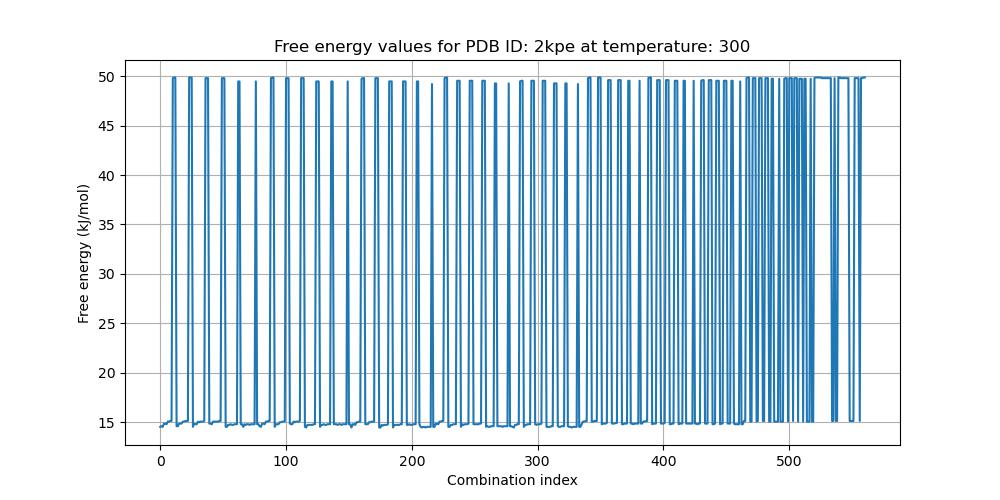 Free energy values for PDB ID: 2kpe at temperature: 300
50
45
40
35
30
25
20
15
Free energy (kJ/mol)
0 100 200 300 400 500
Combination index